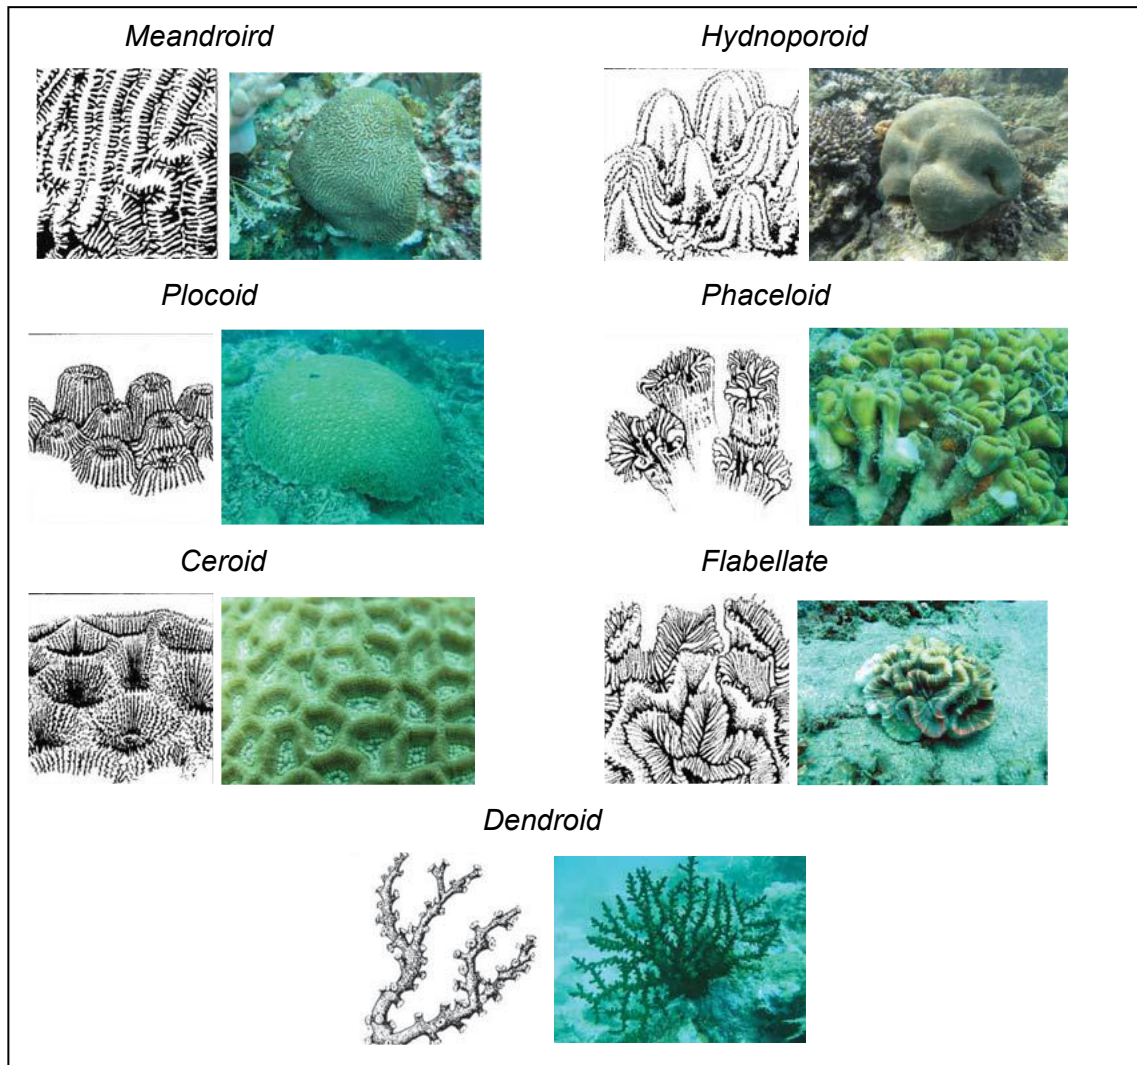 Meandroird
Hydnoporoid
Plocoid
Phaceloid
Ceroid
Flabellate
Dendroid